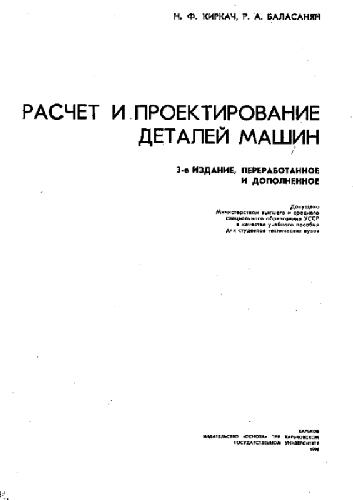 Н. Ф. КИРКАЧ, Р. А. БАЛАСАНЯН
РАСЧЕТ И ПРОЕКТИРОВАНИЕ
ДЕТАЛЕЙ МАШИН
3-е ИЗДАНИЕ, ПЕРЕРАБОТАННОЕ
И ДОПОЛНЕННОЕ
Допущено
Министерством высшего и среднего
специального образования УССР
в качестве учебного пособия
для студентов технических вузов
ХАРЬКОВ
ИЗДАТЕЛЬСТВО «ОСНОВА» ПРИ ХАРЬКОВСКОМ
ГОСУДАРСТВЕННОМ УНИВЕРСИТЕТЕ